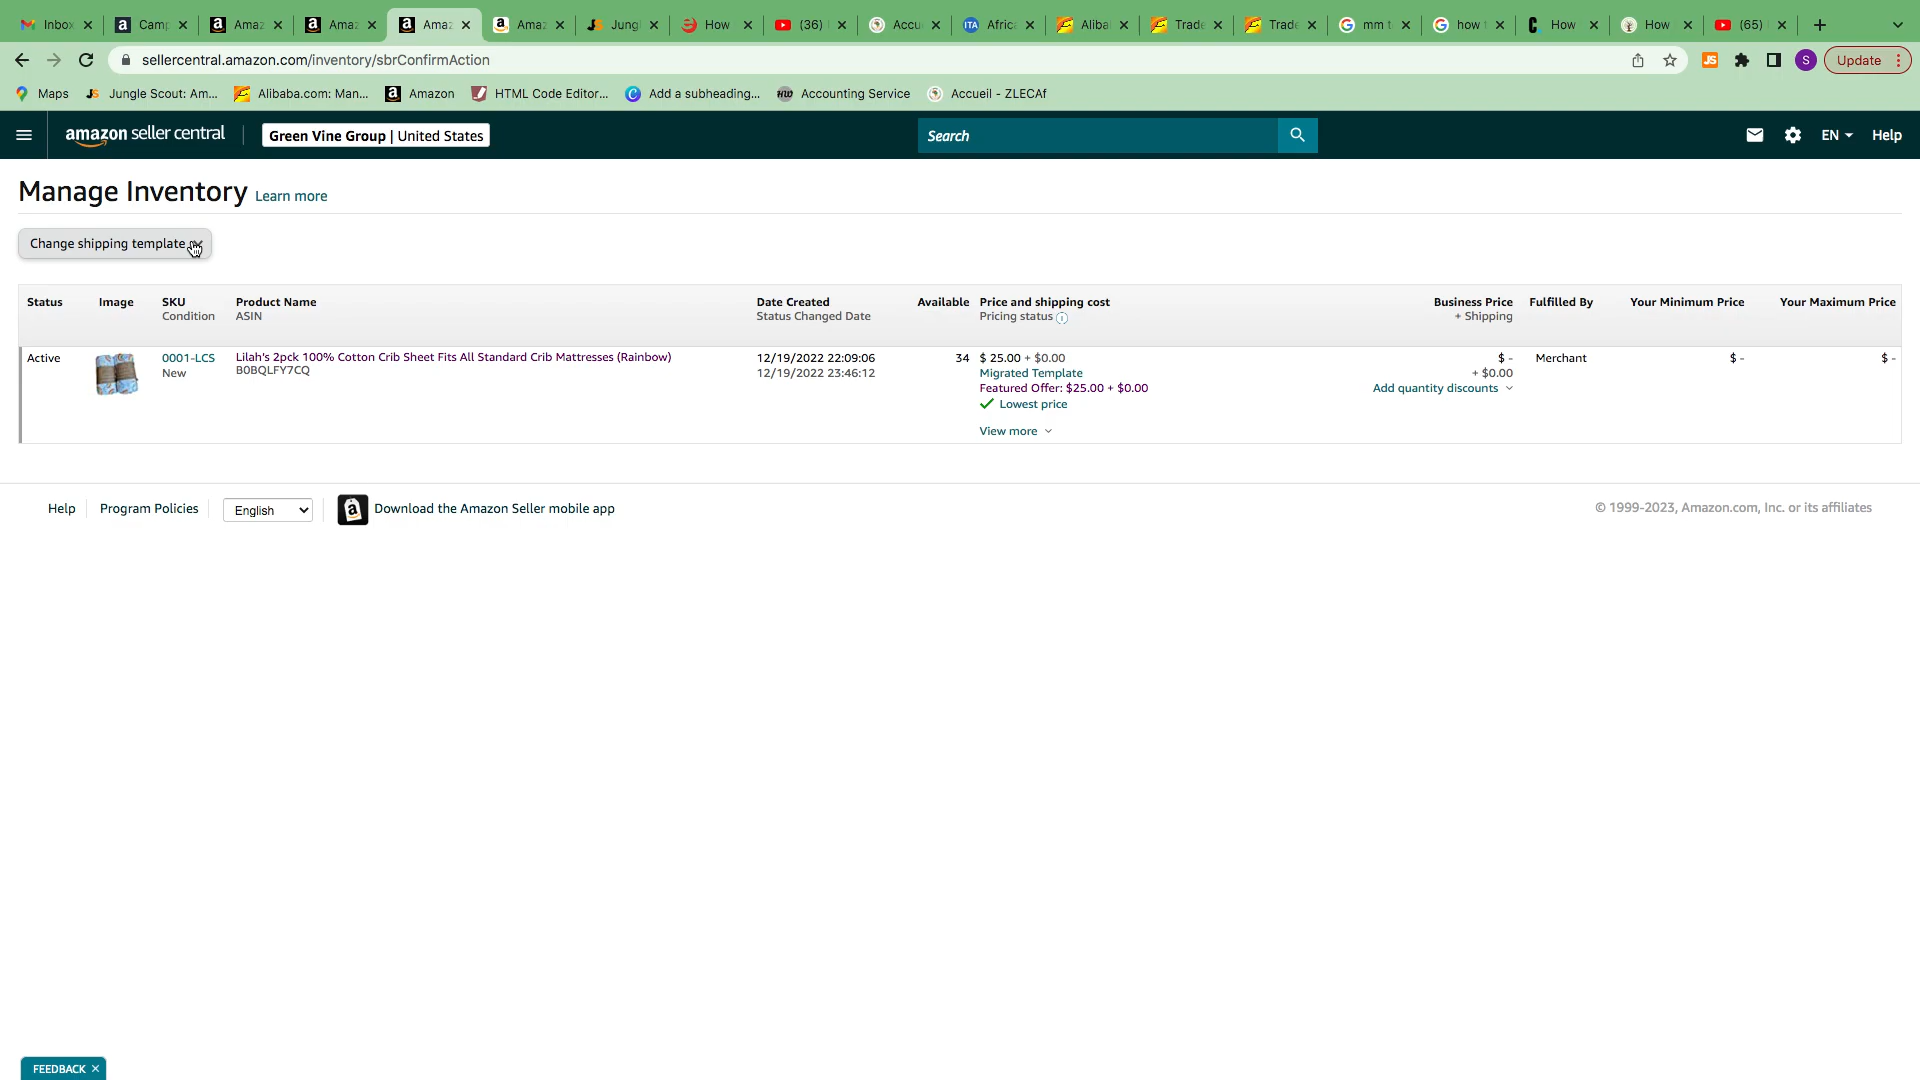 Inbox
Camp
Amaz
Amaz
Amaz
Amaz
Jungl
How
(36)
Accu
Africa
Aliba
Trade
Trade
mm t
how t
How
How
(65)
sellercentral.amazon.com/inventory/sbrConfirmAction
S
Update
Maps
Jungle Scout: Am...
Alibaba.com: Man...
Amazon
HTML Code Editor...
Add a subheading...
Accounting Service
Accueil - ZLECAf
amazon seller central
Green Vine Group | United States
Search
EN
Help
Manage Inventory Learn more
Change shipping template
Status
Image
SKU
Condition
Product Name
ASIN
Date Created
Status Changed Date
Available
Price and shipping cost
Pricing status
Business Price
+ Shipping
Fulfilled By
Your Minimum Price
Your Maximum Price
Active
0001-LCS
New
Lilah's 2pck 100% Cotton Crib Sheet Fits All Standard Crib Mattresses (Rainbow)
B0BQLFY7CQ
12/19/2022 22:09:06
12/19/2022 23:46:12
34
$ 25.00 + $0.00
Migrated Template
Featured Offer: $25.00 + $0.00
Lowest price
View more
$ -
+ $0.00
Add quantity discounts
Merchant
$ -
$ -
Help
Program Policies
English
Download the Amazon Seller mobile app
© 1999-2023, Amazon.com, Inc. or its affiliates
FEEDBACK